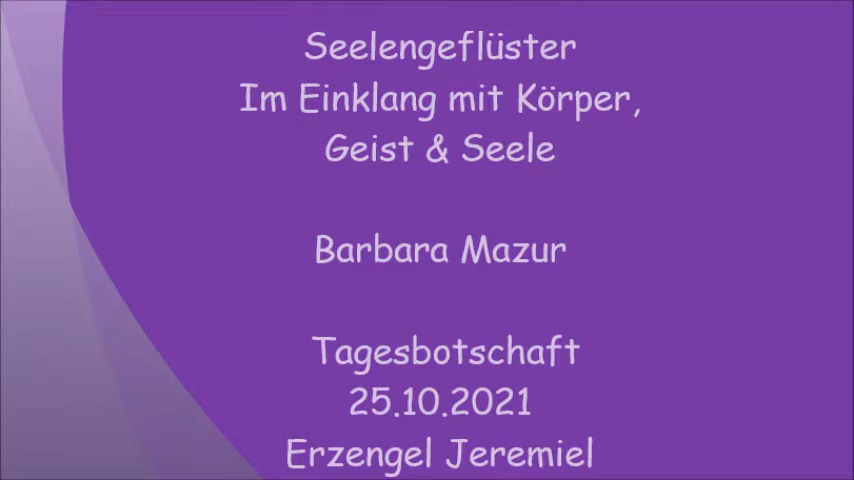 Seelengeflüster
Im Einklang mit Körper,
Geist & Seele
Barbara Mazur
Tagesbotschaft
25.10.2021
Erzengel Jeremiel